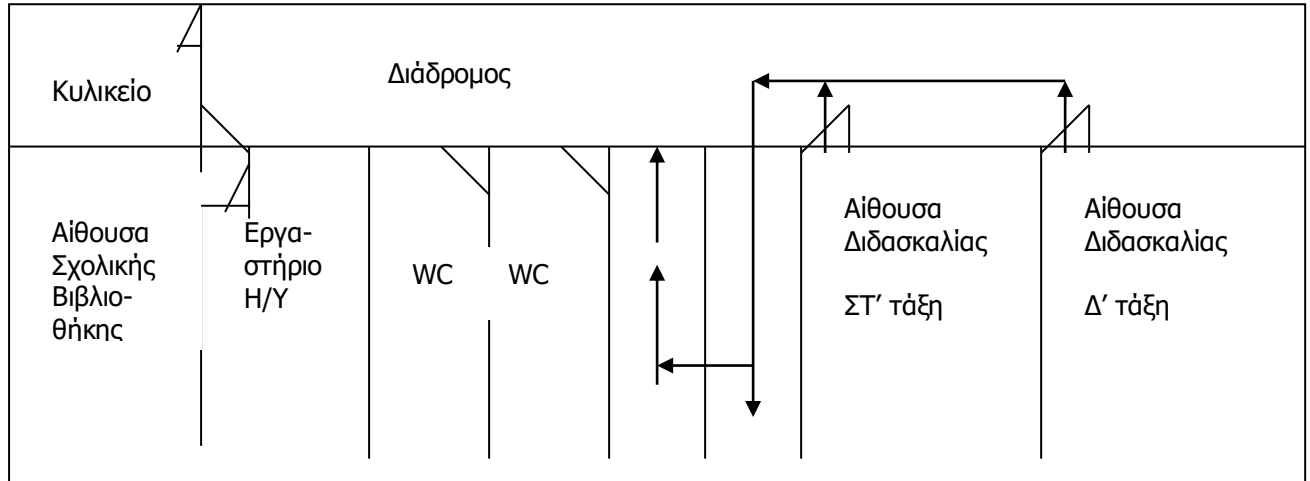 Κυλικείο
Διάδρομος
Αίθουσα
Σχολικής
Βιβλιο-
θήκης
Εργα-
στήριο
Η/Υ
WC
WC
Αίθουσα
Διδασκαλίας
ΣΤ’ τάξη
Αίθουσα
Διδασκαλίας
Δ’ τάξη